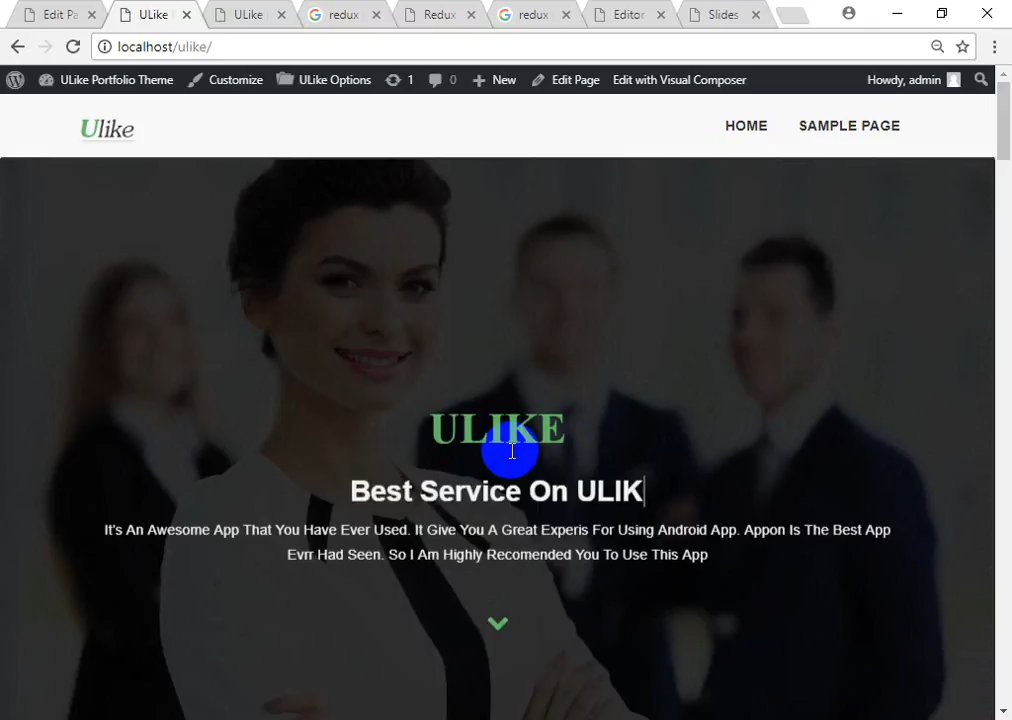 Edit Pa
ULike
ULike
redux
Redux
redux
Editor
Slides
localhost/ulike/
ULike Portfolio Theme
Customize
ULike Options
1
0
New
Edit Page
Edit with Visual Composer
Howdy, admin
Ulike
HOME
SAMPLE PAGE
ULIKE
Best Service On ULIK
It's An Awesome App That You Have Ever Used. It Give You A Great Experis For Using Android App. Appon Is The Best App
Evrr Had Seen. So I Am Highly Recomended You To Use This App